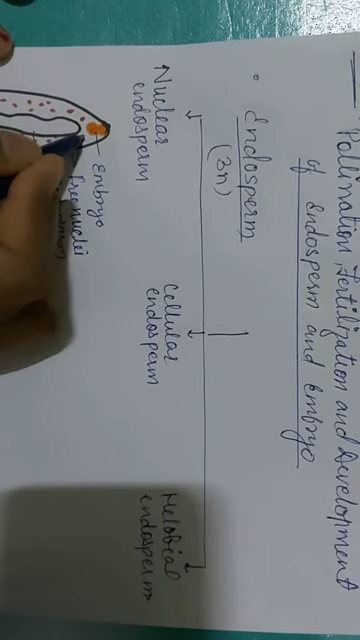 Pollination, Fertilization and Development
of Endosperm and Embryo
Endosperm
(3n)
Nuclear
endosperm
Cellular
endosperm
Helobial
endosperm
Embryo
Free nuclei